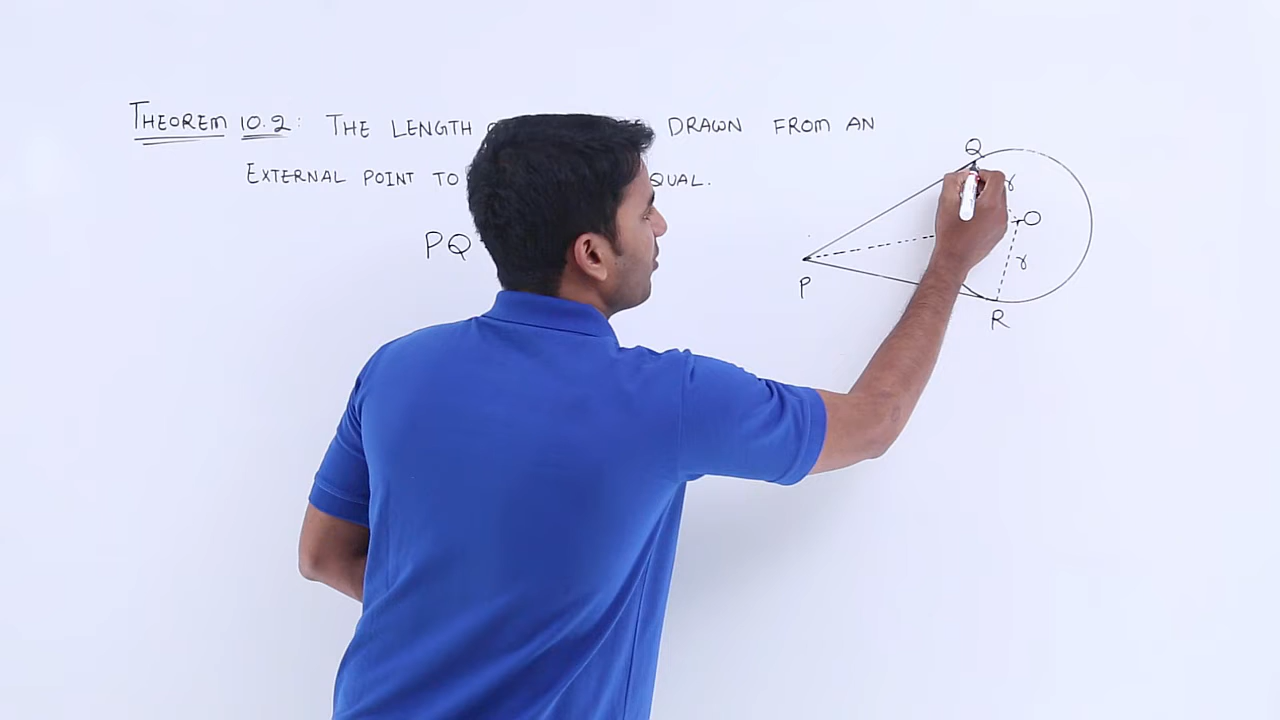 THEOREM 10.2: THE LENGTH DRAWN FROM AN
EXTERNAL POINT TO QUAL.
PQ
Q
r
O
r
P
R